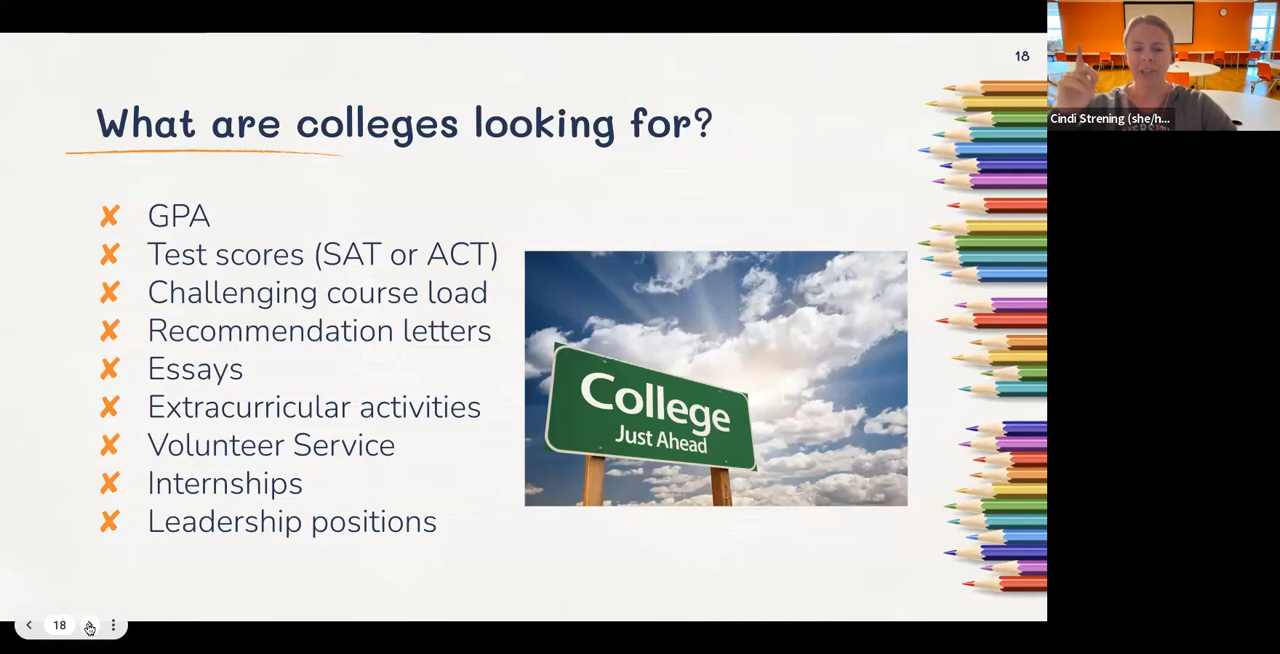 18
What are colleges looking for?
✘ GPA
✘ Test scores (SAT or ACT)
✘ Challenging course load
✘ Recommendation letters
✘ Essays
✘ Extracurricular activities
✘ Volunteer Service
✘ Internships
✘ Leadership positions
College
Just Ahead
Cindi Strening (she/h...
18